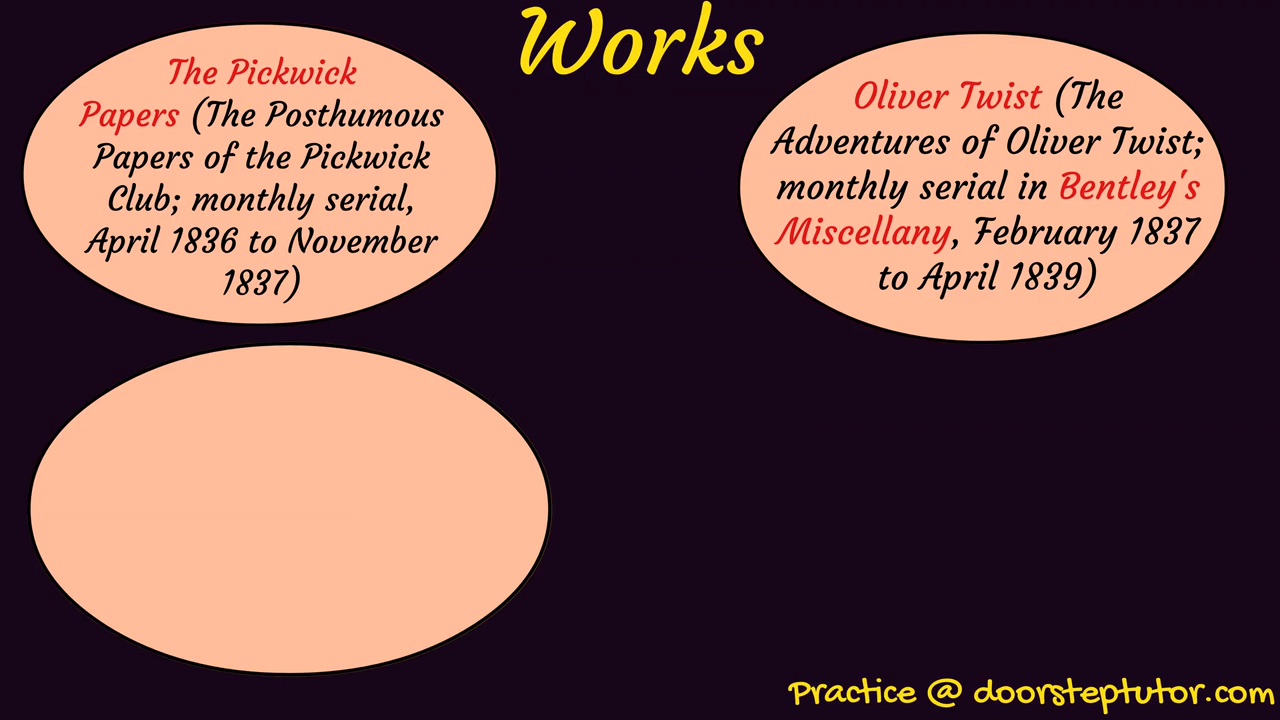 Works
The Pickwick
Papers (The Posthumous
Papers of the Pickwick
Club; monthly serial,
April 1836 to November
1837)
Oliver Twist (The
Adventures of Oliver Twist;
monthly serial in Bentley's
Miscellany, February 1837
to April 1839)
Practice @ doorsteptutor.com